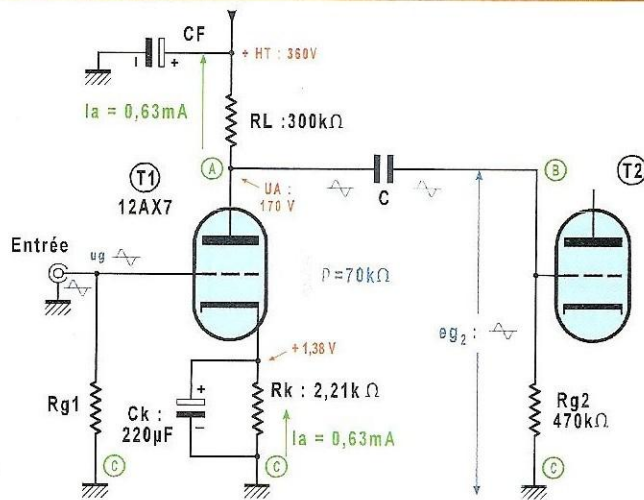 CF
+ HT : 360V
Ia = 0,63mA
RL :300kΩ
A
B
T1
12AX7
UA :
170 V
C
T2
Entrée
ug
ρ=70kΩ
eg2 :
+ 1,38 V
Rg1
Ck :
220µF
Rk : 2,21k Ω
Ia = 0,63mA
Rg2
470kΩ
C
C
C